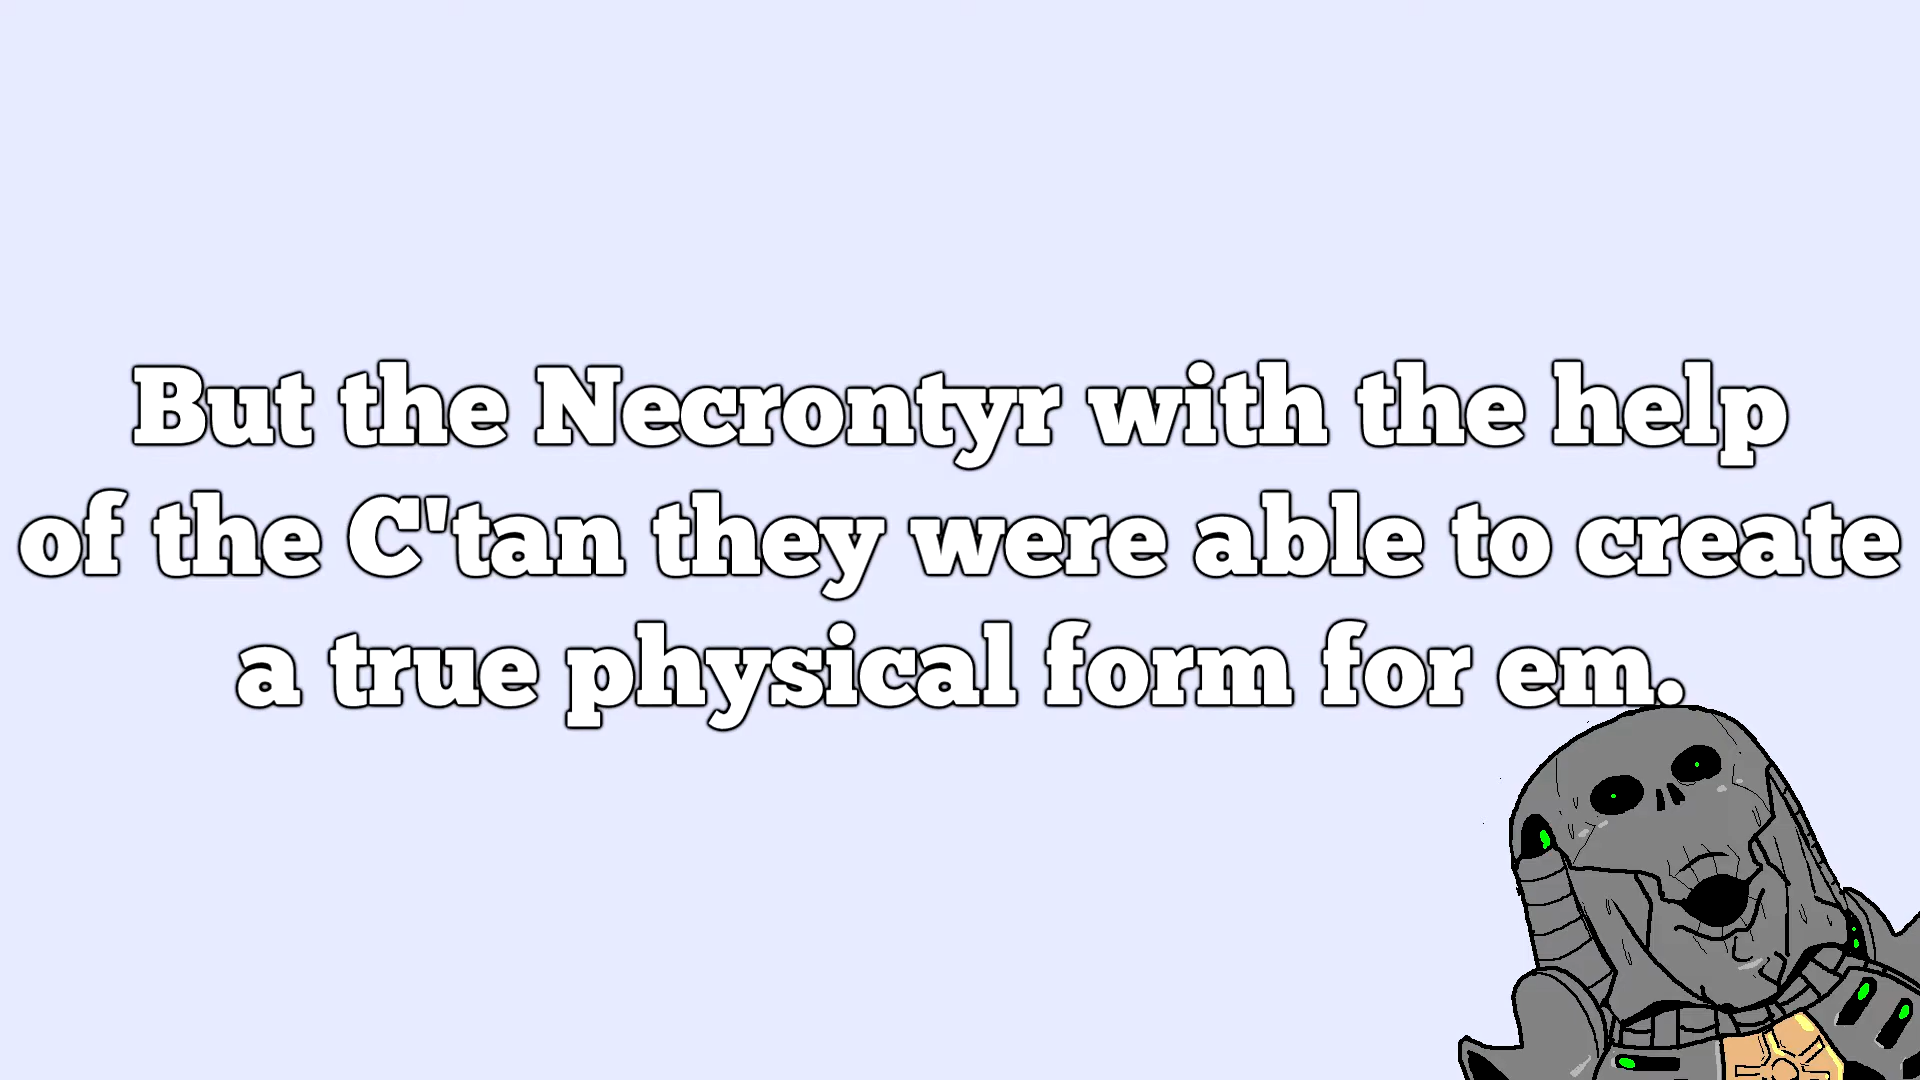 But the Necrontyr with the help
of the C'tan they were able to create
a true physical form for em.